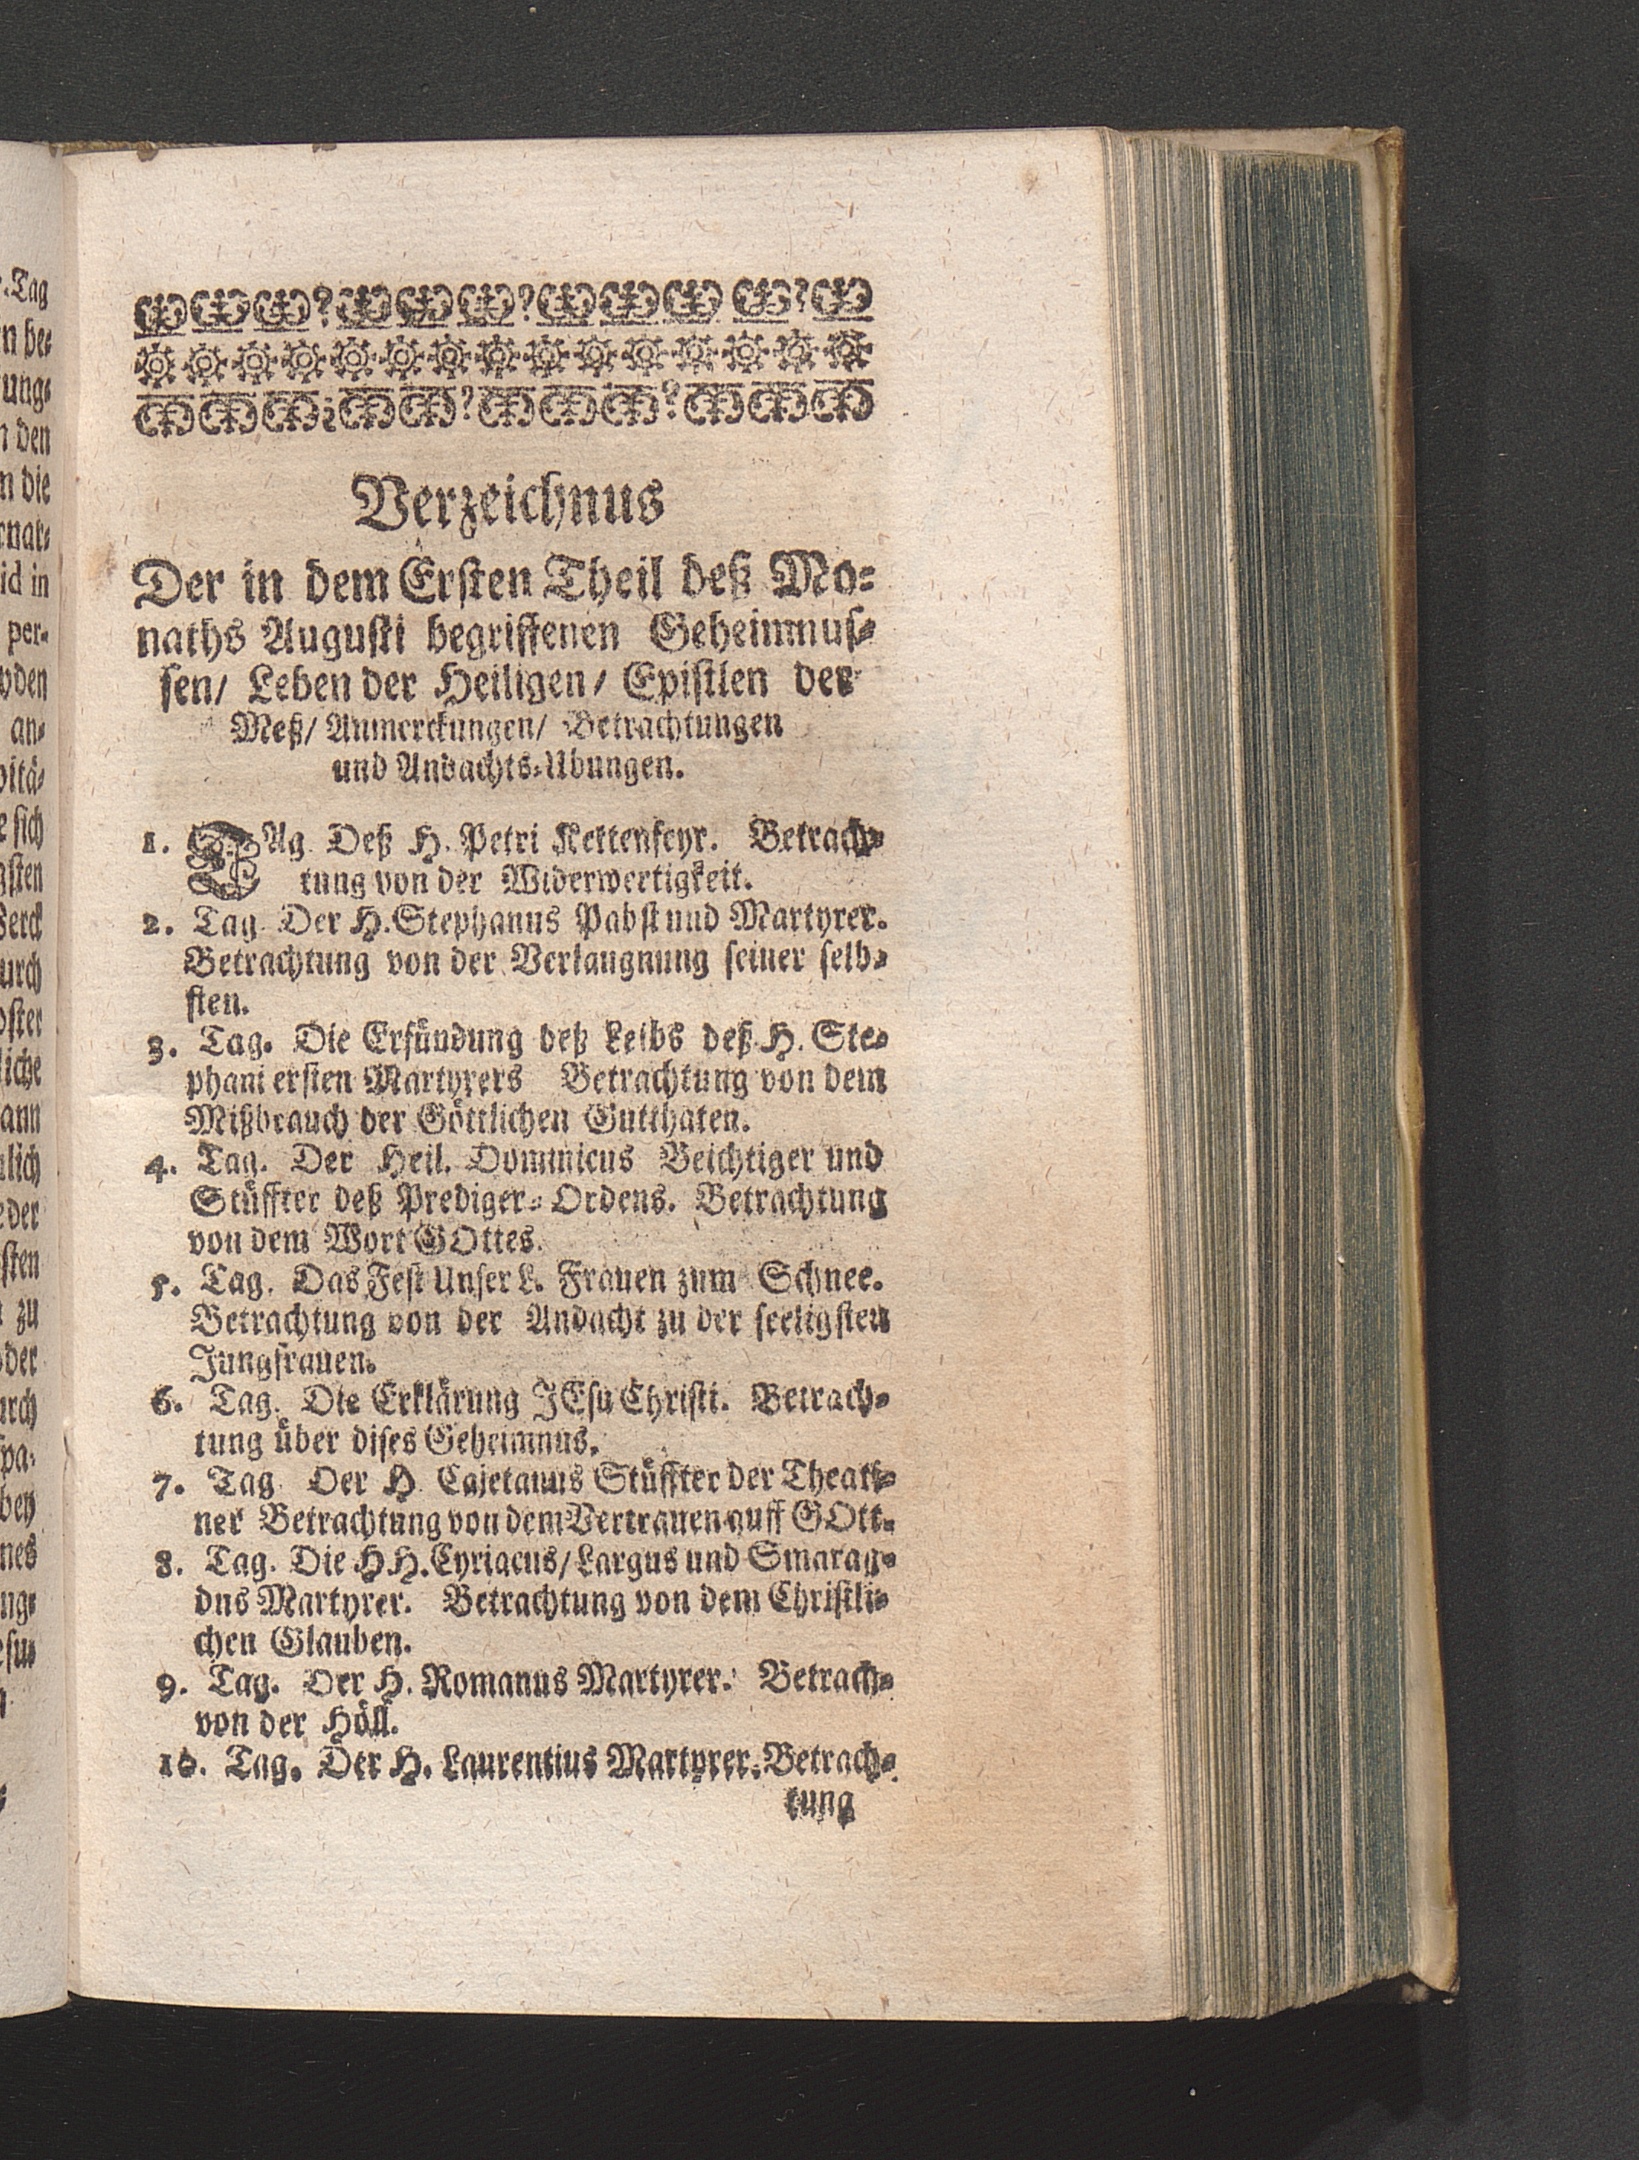 Verzeichnus
Der in dem Ersten Theil deß Mo-
naths Augusti begriffenen Geheimnus-
sen/ Leben der Heiligen/ Epistlen der
Meß/ Anmerckungen/ Betrachtungen
und Andachts-Ubungen.
1. TAg Deß H. Petri Kettenfeyr. Betrach-
tung von der Widerwertigkeit.
2. Tag Der H. Stephanus Pabst und Martyrer.
Betrachtung von der Verlaugnung seiner selb-
sten.
3. Tag. Die Erfündung deß Leibs deß H. Ste-
phani ersten Martyrers Betrachtung von dem
Mißbrauch der Göttlichen Gutthaten.
4. Tag. Der Heil. Dominicus Beichtiger und
Stüffter deß Prediger-Ordens. Betrachtung
von dem Wort GOttes.
5. Tag. Das Fest Unser L. Frauen zum Schnee.
Betrachtung von der Andacht zu der seeligsten
Jungfrauen.
6. Tag. Die Erklärung JEsu Christi. Betrach-
tung über dises Geheimnus.
7. Tag Der H Cajetanus Stüffter der Theati-
ner Betrachtung von dem Vertrauen auff GOtt.
8. Tag. Die H H. Cyriacus/ Largus und Smarag-
dus Martyrer. Betrachtung von dem Christli-
chen Glauben.
9. Tag. Der H. Romanus Martyrer. Betrach-
von der Höll.
10. Tag. Der H. Laurentius Martyrer. Betrach-
tung